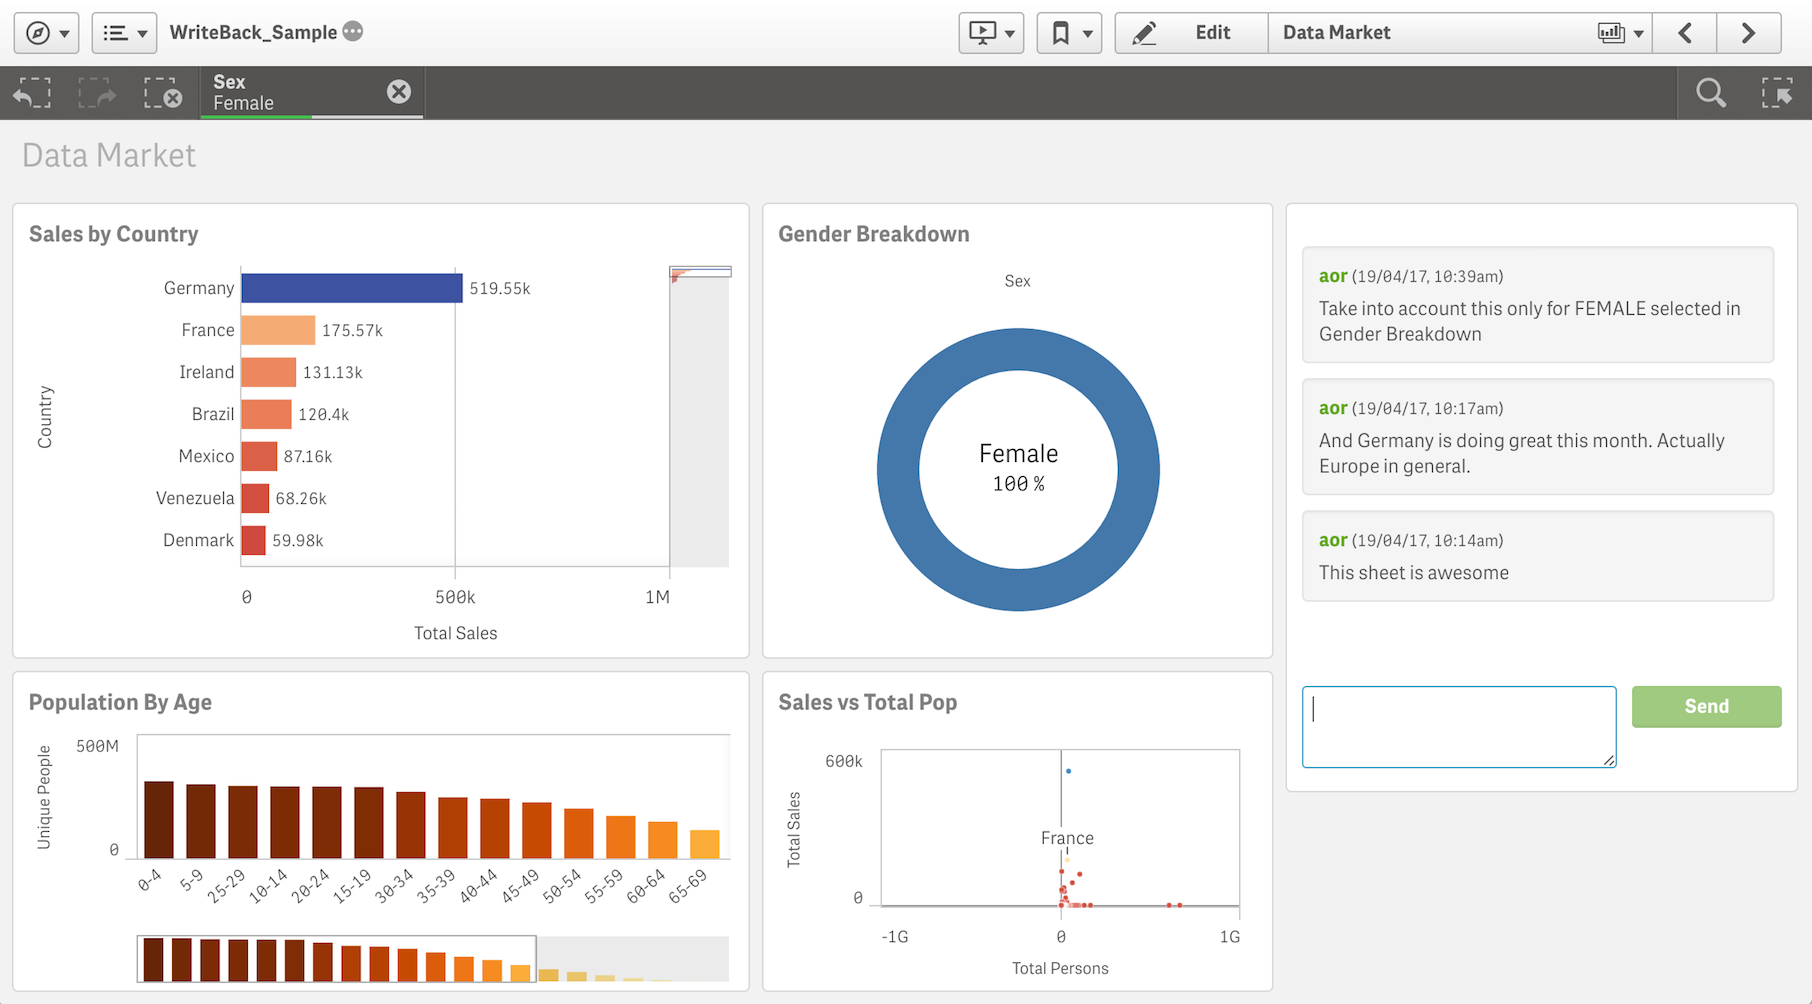 WriteBack_Sample
Edit
Data Market
Sex
Female
Data Market
Sales by Country
Country
Germany 519.55k
France 175.57k
Ireland 131.13k
Brazil 120.4k
Mexico 87.16k
Venezuela 68.26k
Denmark 59.98k
0 500k 1M
Total Sales
Gender Breakdown
Sex
Female
100 %
aor (19/04/17, 10:39am)
Take into account this only for FEMALE selected in
Gender Breakdown
aor (19/04/17, 10:17am)
And Germany is doing great this month. Actually
Europe in general.
aor (19/04/17, 10:14am)
This sheet is awesome
Send
Population By Age
Unique People
500M
0
0-4 5-9 25-29 10-14 20-24 15-19 30-34 35-39 40-44 45-49 50-54 55-59 60-64 65-69
Sales vs Total Pop
Total Sales
600k
France
0
-1G 0 1G
Total Persons